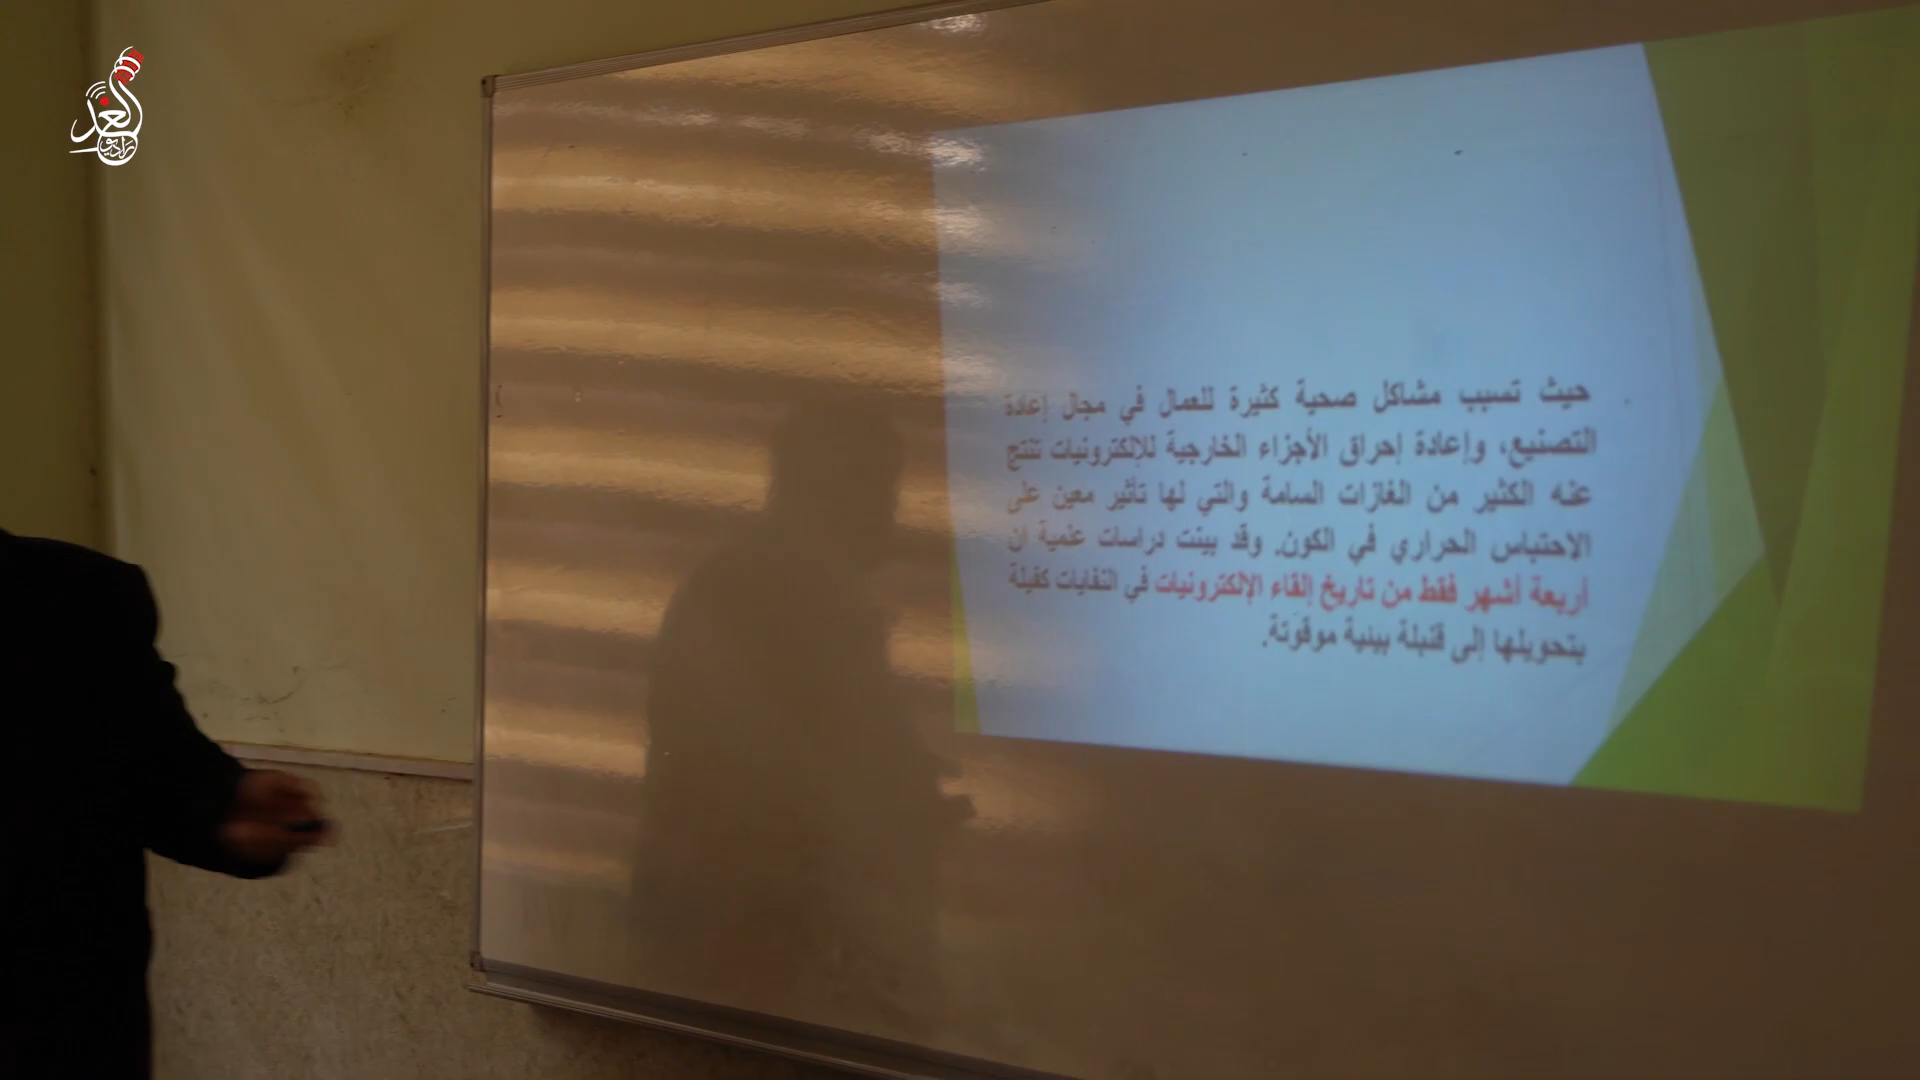 راديو الغد
حيث تسبب مشاكل صحية كثيرة للعمال في مجال إعادة
التصنيع، وإعادة إحراق الأجزاء الخارجية للإلكترونيات تنتج
عنه الكثير من الغازات السامة والتي لها تأثير معين على
الاحتباس الحراري في الكون. وقد بينت دراسات علمية ان
أربعة أشهر فقط من تاريخ إلقاء الإلكترونيات في النفايات كفيلة
بتحويلها إلى قنبلة بيئية موقوتة.